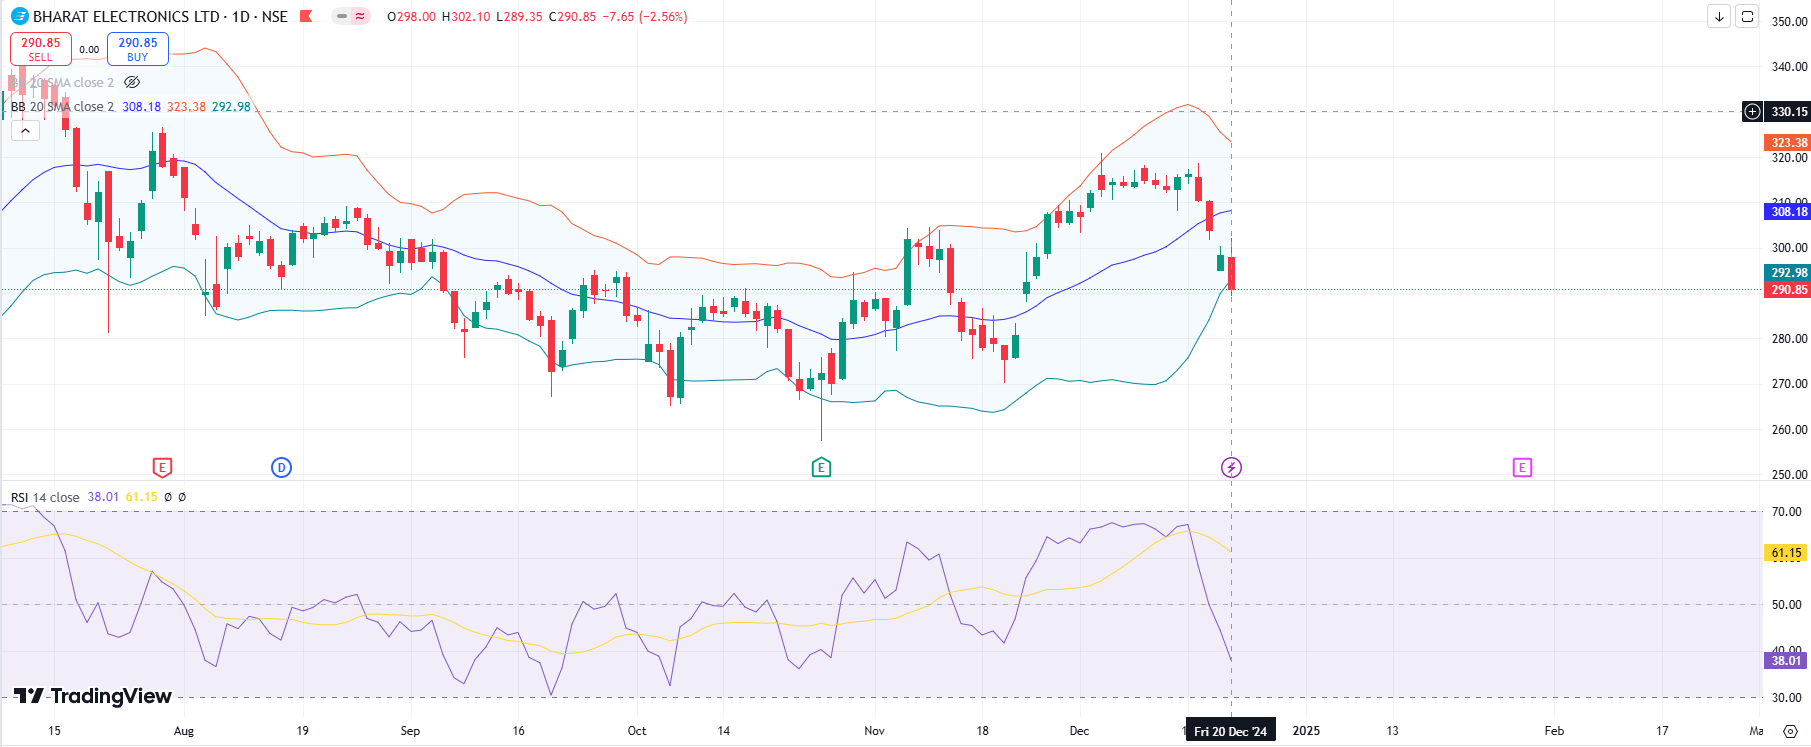 BHARAT ELECTRONICS LTD · 1D · NSE O298.00 H302.10 L289.35 C290.85 −7.65 (−2.56%)
290.85 SELL 0.00 290.85 BUY
BB 20 SMA close 2
BB 20 SMA close 2 308.18 323.38 292.98
350.00
340.00
330.15
323.38
320.00
310.00
308.18
300.00
292.98
290.85
280.00
270.00
260.00
250.00
E D E E
RSI 14 close 38.01 61.15 Ø Ø
70.00
61.15
50.00
40.00
38.01
30.00
TradingView
15 Aug 19 Sep 16 Oct 14 Nov 18 Dec Fri 20 Dec '24 2025 13 Feb 17